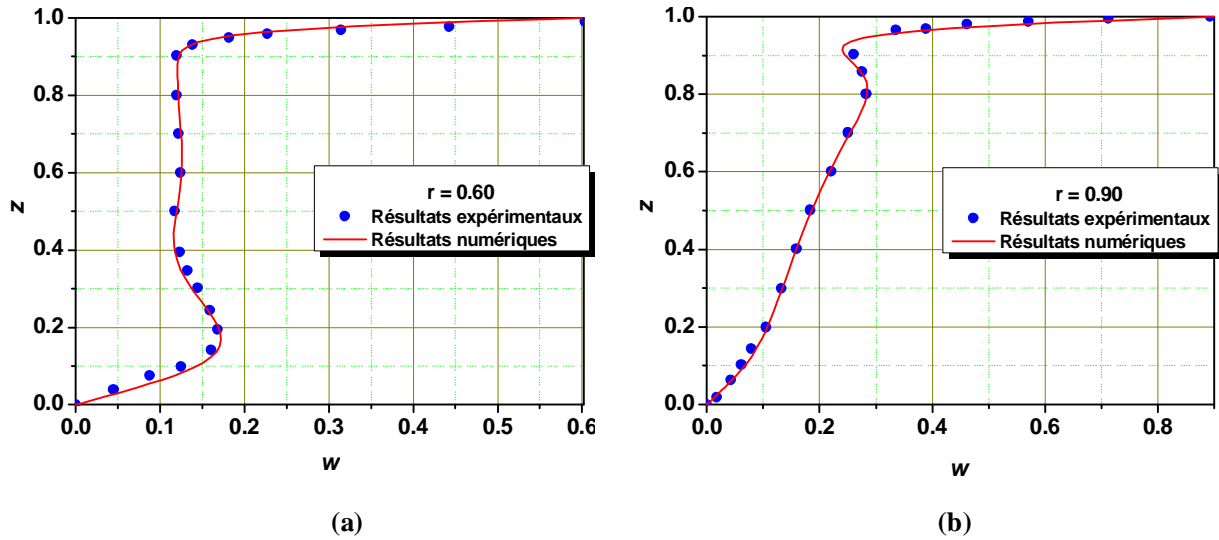 1.0
0.8
0.6
0.4
0.2
0.0
z
0.0 0.1 0.2 0.3 0.4 0.5 0.6
w
r = 0.60
Résultats expérimentaux
Résultats numériques
(a)
1.0
0.8
0.6
0.4
0.2
0.0
z
0.0 0.2 0.4 0.6 0.8
w
r = 0.90
Résultats expérimentaux
Résultats numériques
(b)